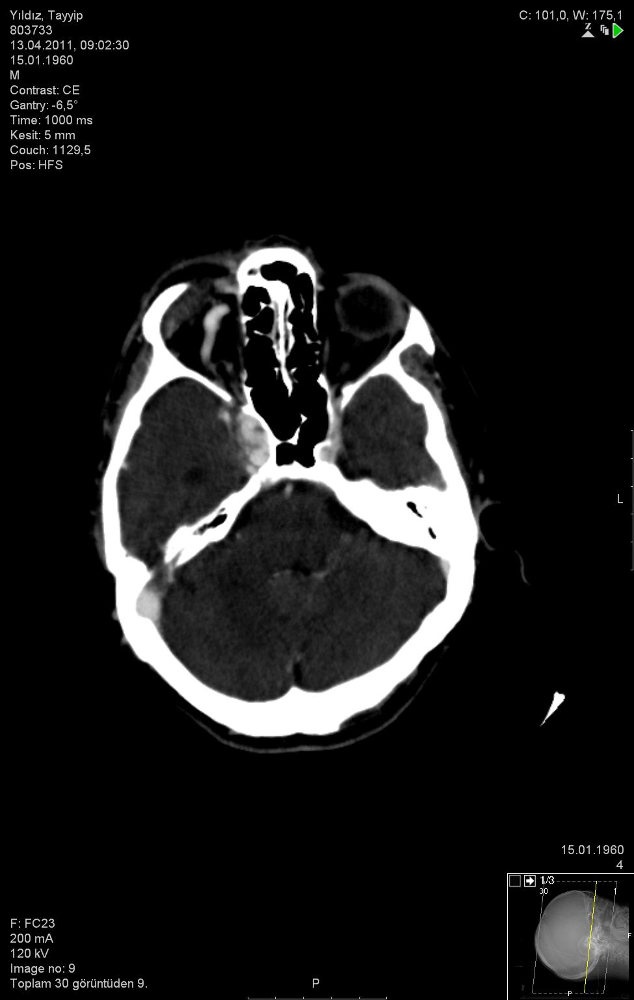 Yıldız, Tayyip
803733
13.04.2011, 09:02:30
15.01.1960
M
Contrast: CE
Gantry: -6,5°
Time: 1000 ms
Kesit: 5 mm
Couch: 1129,5
Pos: HFS
C: 101,0, W: 175,1
Z
L
15.01.1960
4
1/3
30
1
F
P
F: FC23
200 mA
120 kV
Image no: 9
Toplam 30 görüntüden 9.
P